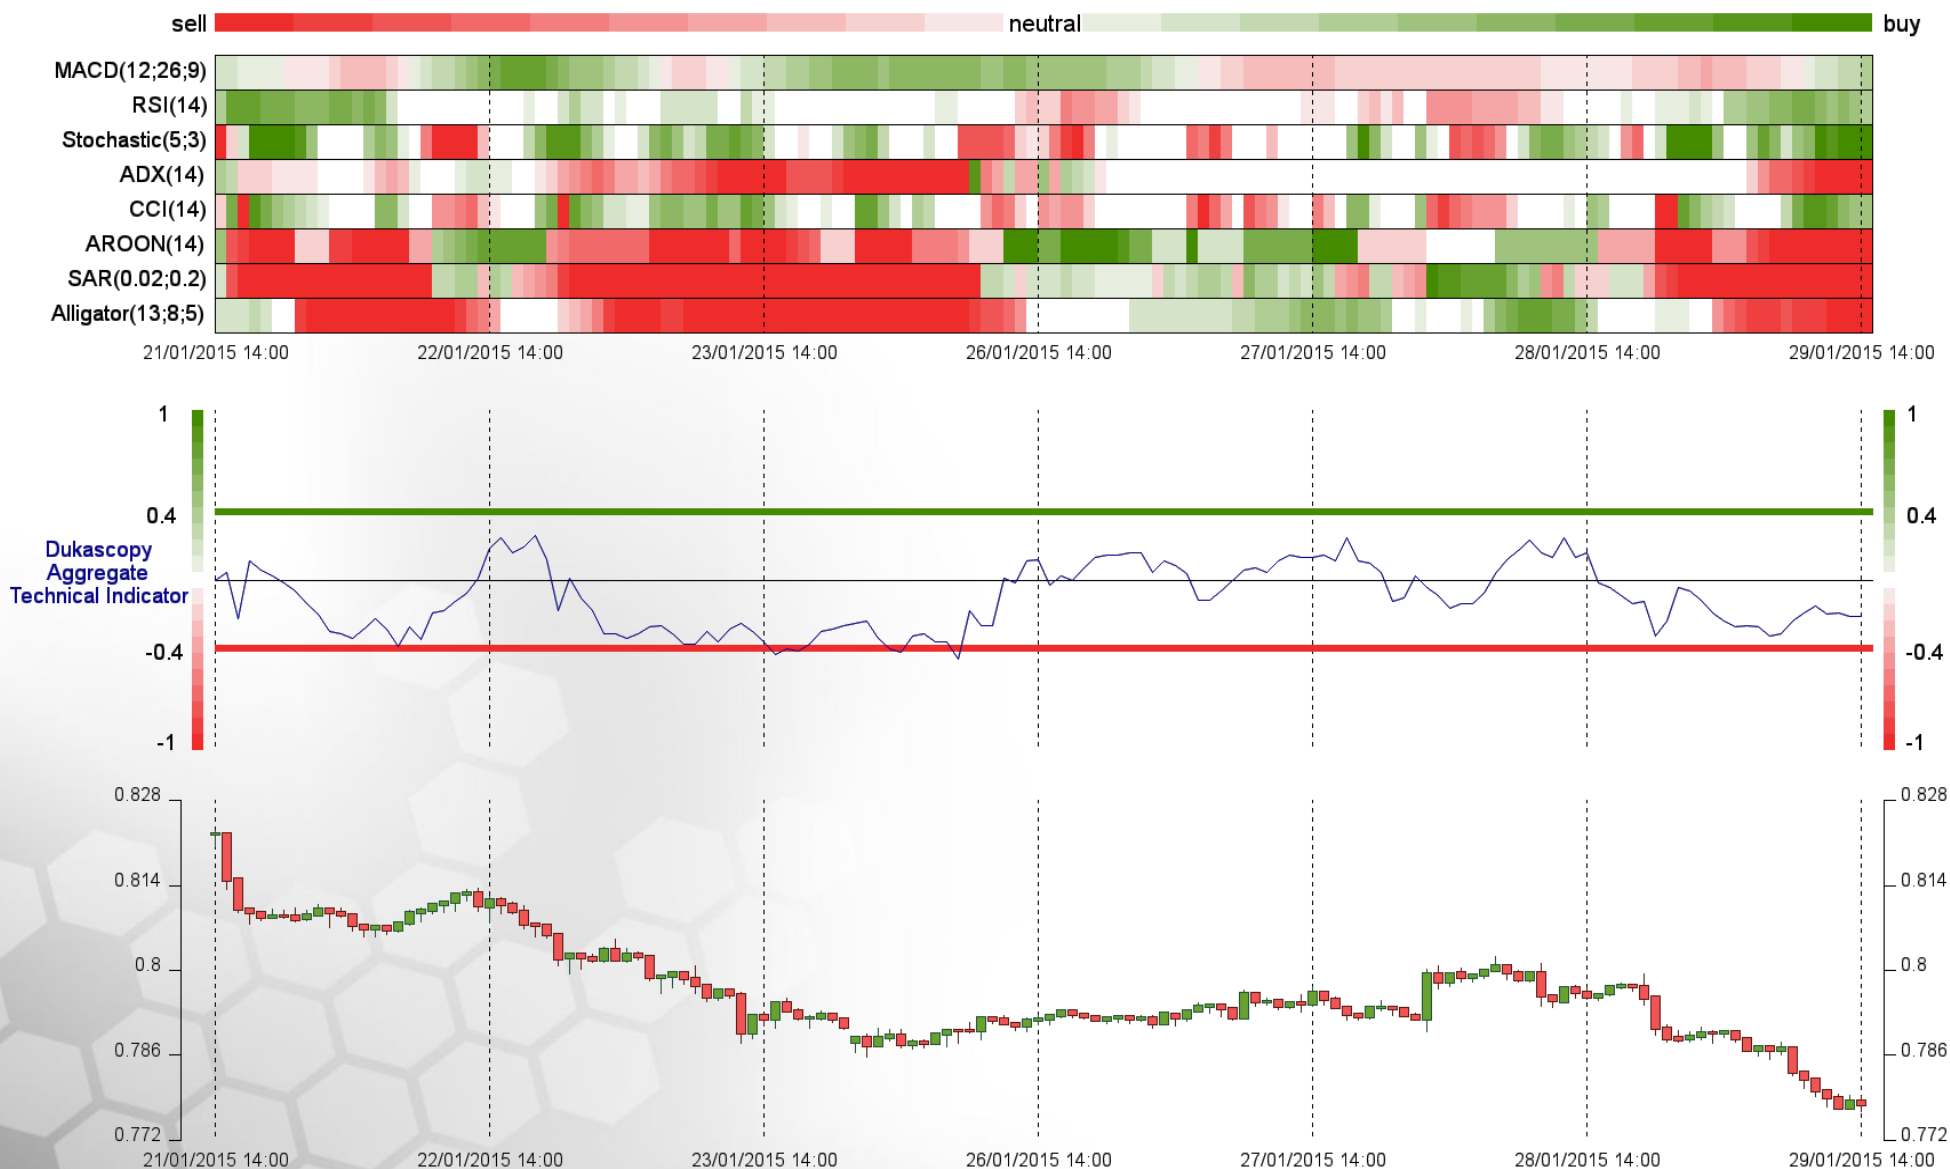 sell neutral buy
MACD(12;26;9)
RSI(14)
Stochastic(5;3)
ADX(14)
CCI(14)
AROON(14)
SAR(0.02;0.2)
Alligator(13;8;5)
21/01/2015 14:00 22/01/2015 14:00 23/01/2015 14:00 26/01/2015 14:00 27/01/2015 14:00 28/01/2015 14:00 29/01/2015 14:00
1 1
0.4 0.4
Dukascopy
Aggregate
Technical Indicator
-0.4 -0.4
-1 -1
0.828 0.828
0.814 0.814
0.8 0.8
0.786 0.786
0.772 0.772
21/01/2015 14:00 22/01/2015 14:00 23/01/2015 14:00 26/01/2015 14:00 27/01/2015 14:00 28/01/2015 14:00 29/01/2015 14:00